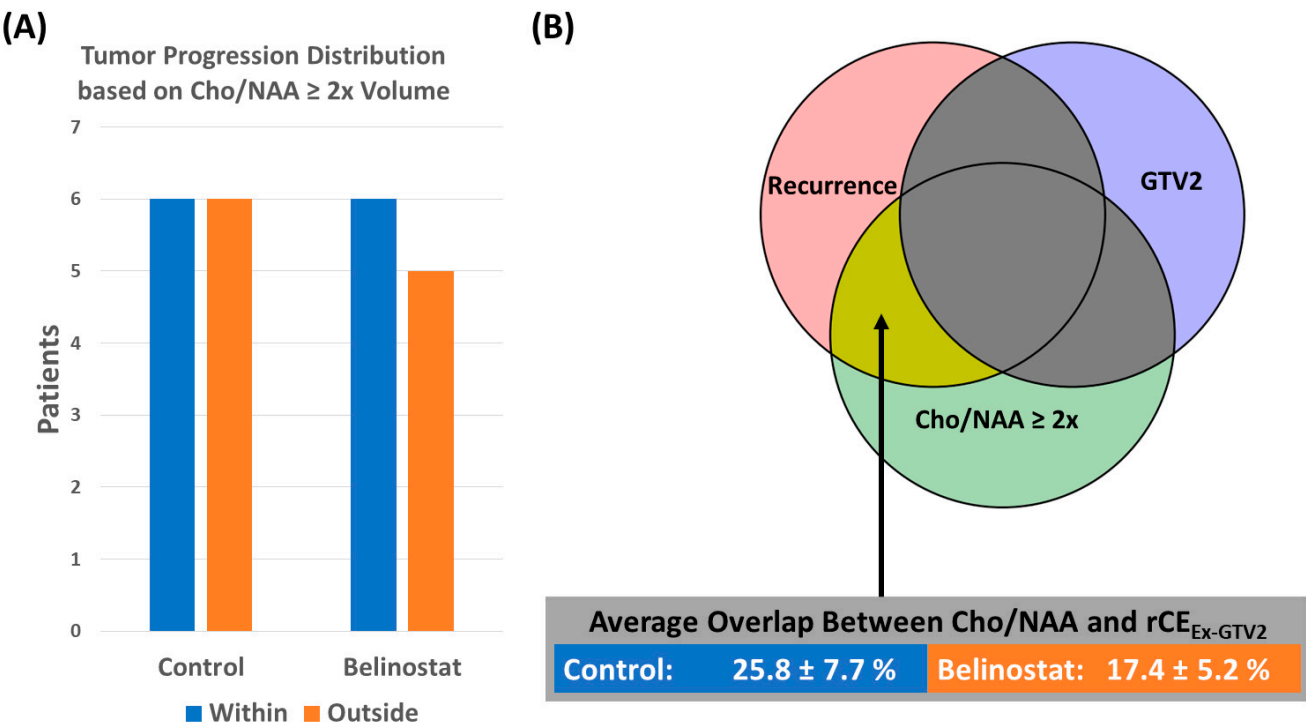 (A)
Tumor Progression Distribution
based on Cho/NAA ≥ 2x Volume
7
6
5
4
3
2
1
0
Patients
Control
Belinostat
Within
Outside
(B)
Recurrence
GTV2
Cho/NAA ≥ 2x
Average Overlap Between Cho/NAA and rCE Ex-GTV2
Control: 25.8 ± 7.7 %
Belinostat: 17.4 ± 5.2 %